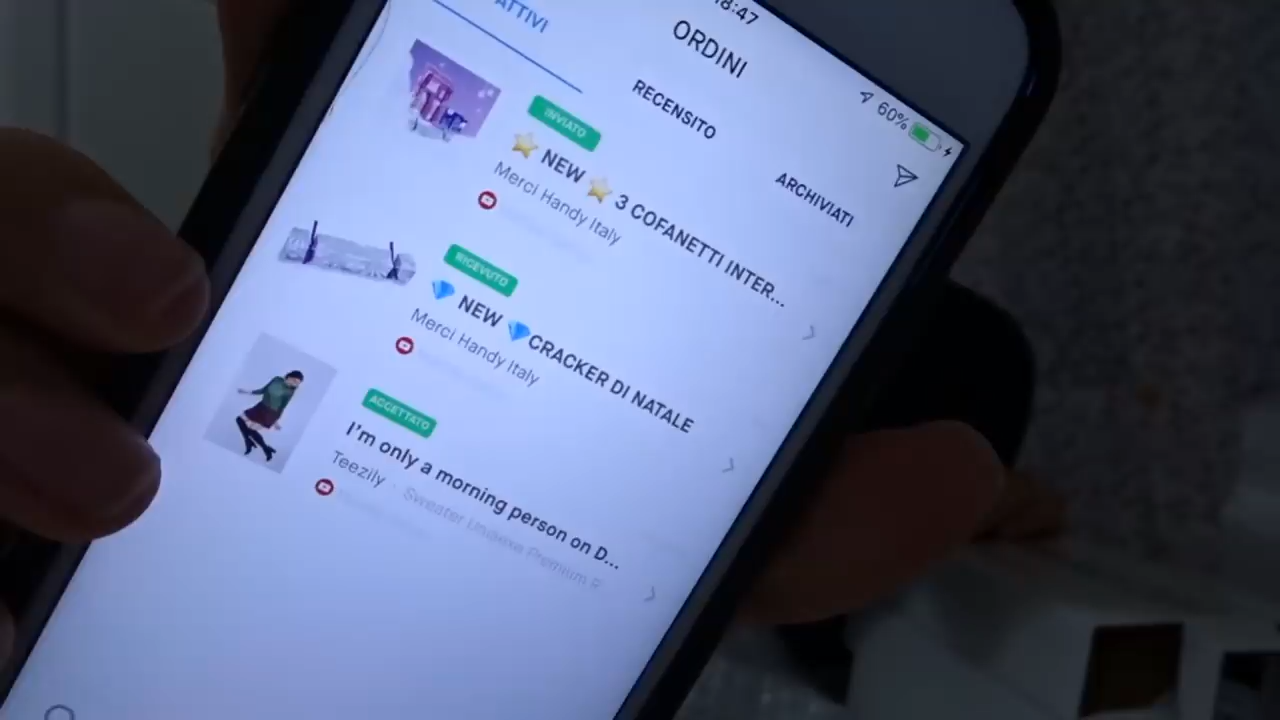 18:47
60%
ORDINI
ATTIVI
RECENSITO
ARCHIVIATI
INVIATO
⭐ NEW ⭐ 3 COFANETTI INTER...
Merci Handy Italy
RICEVUTO
💎 NEW 💎CRACKER DI NATALE
Merci Handy Italy
ACCETTATO
I'm only a morning person on D...
Teezily · Sweater Unisexe Premium R